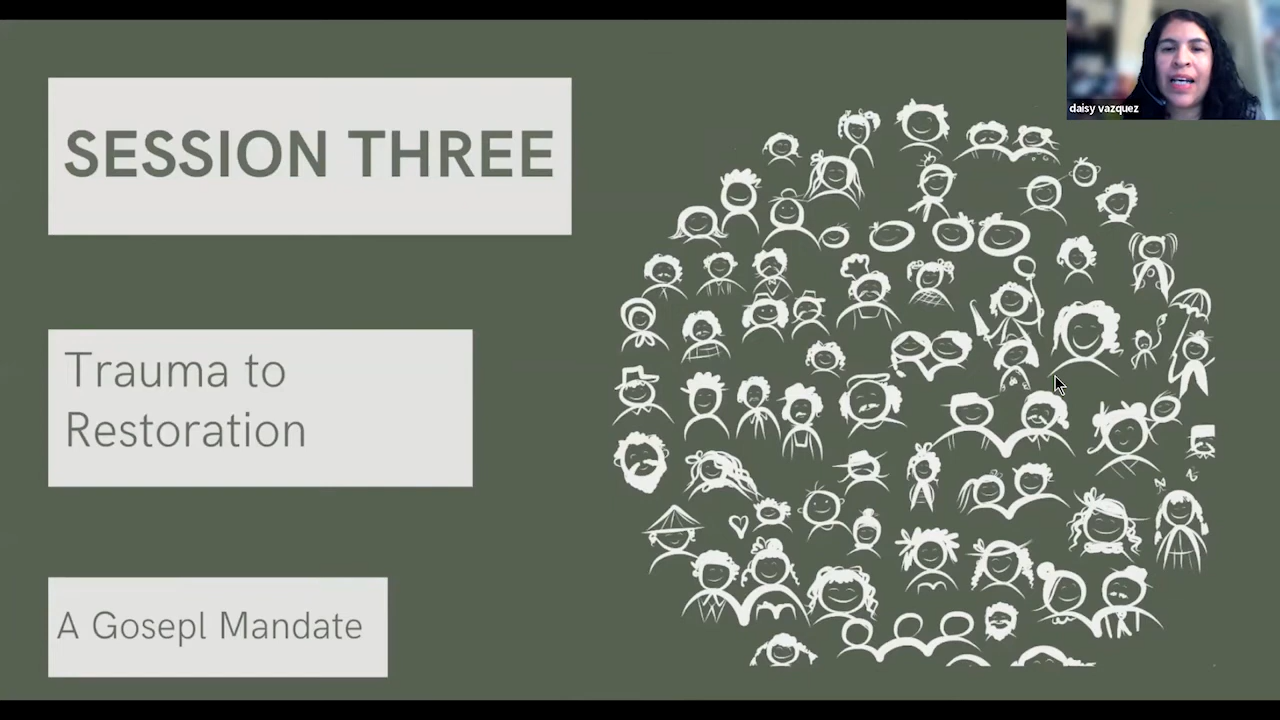 SESSION THREE
Trauma to
Restoration
A Gosepl Mandate
daisy vazquez